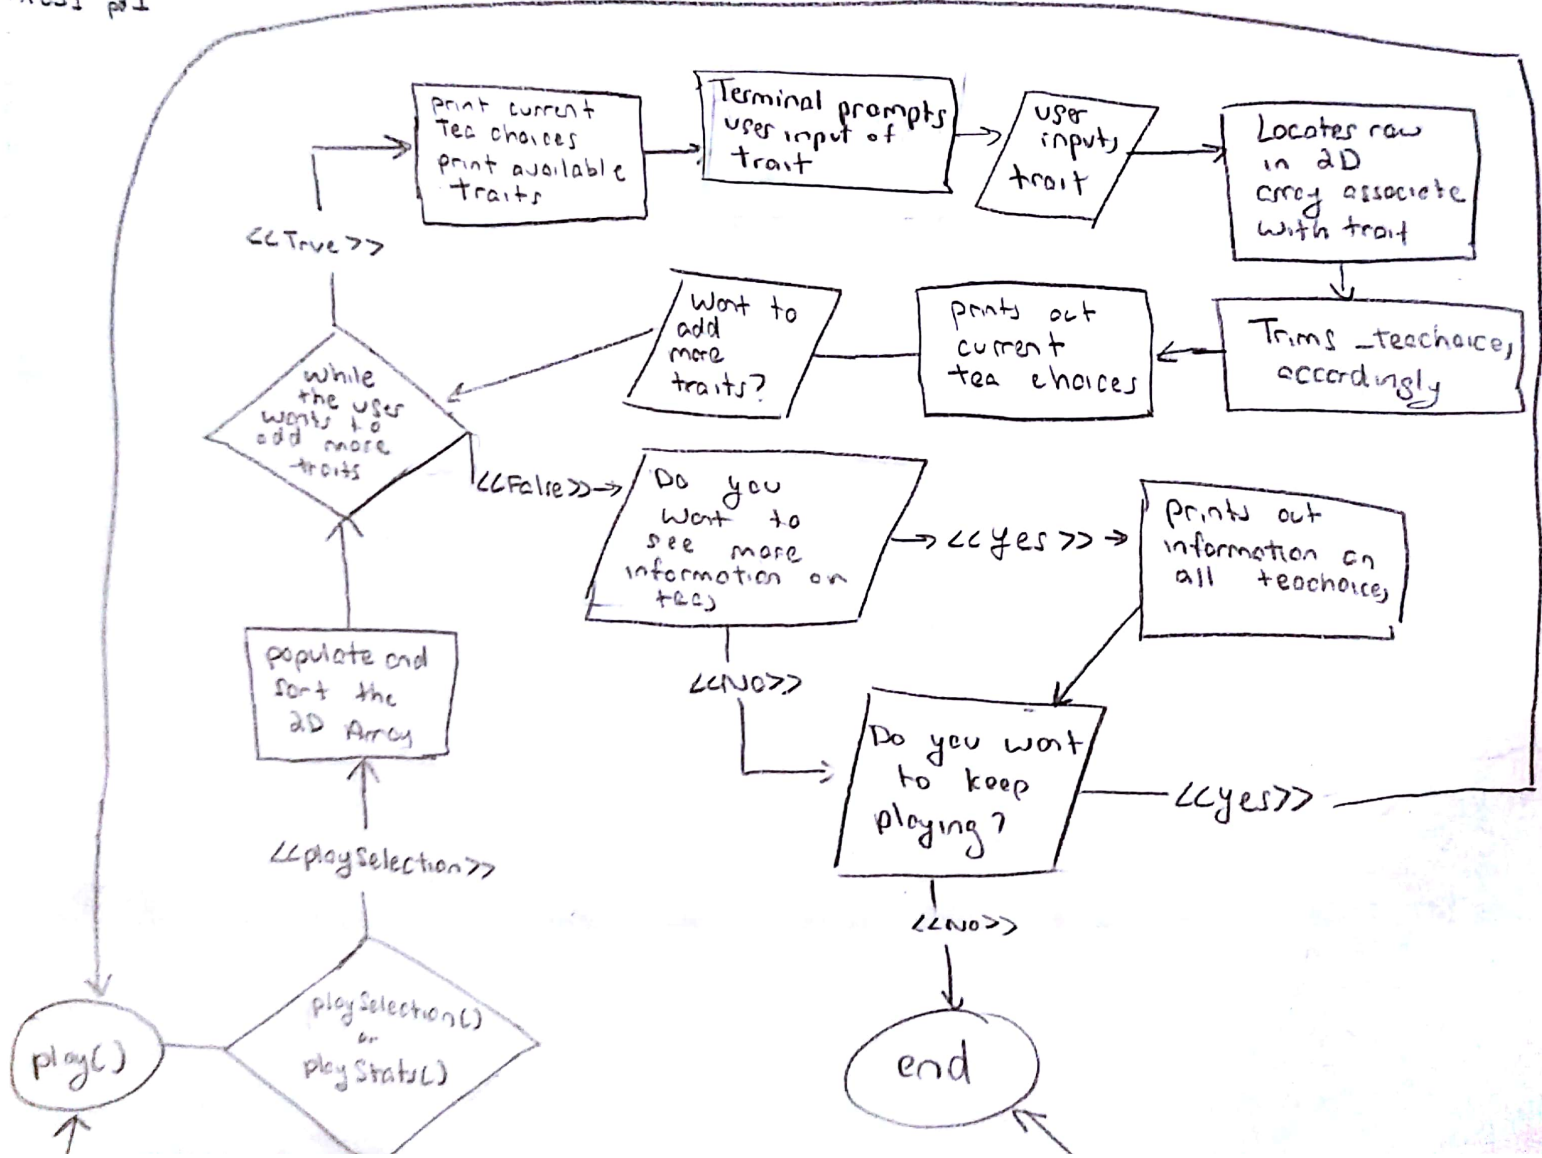 print current
Tea choices
print available
traits
Terminal prompts
user input of
trait
user
inputs
trait
Locates row
in 2D
array associate
with trait
<<True>>
Want to
add
more
traits?
prints out
current
tea choices
Trims _teachoices
accordingly
while
the user
wants to
add more
traits
<<False>>
Do you
want to
see more
information on
teas
<<yes>>
prints out
information on
all teachoices
populate and
sort the
2D Array
<<No>>
Do you want
to keep
playing?
<<yes>>
<<playSelection>>
<<No>>
playSelection()
or
playStats()
play()
end